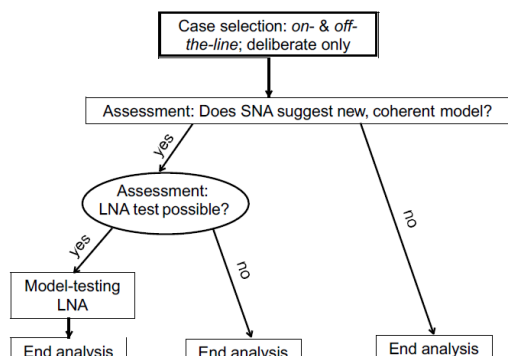 Case selection: on- & off-
the-line; deliberate only
Assessment: Does SNA suggest new, coherent model?
yes
no
Assessment:
LNA test possible?
yes
no
Model-testing
LNA
End analysis
End analysis
End analysis